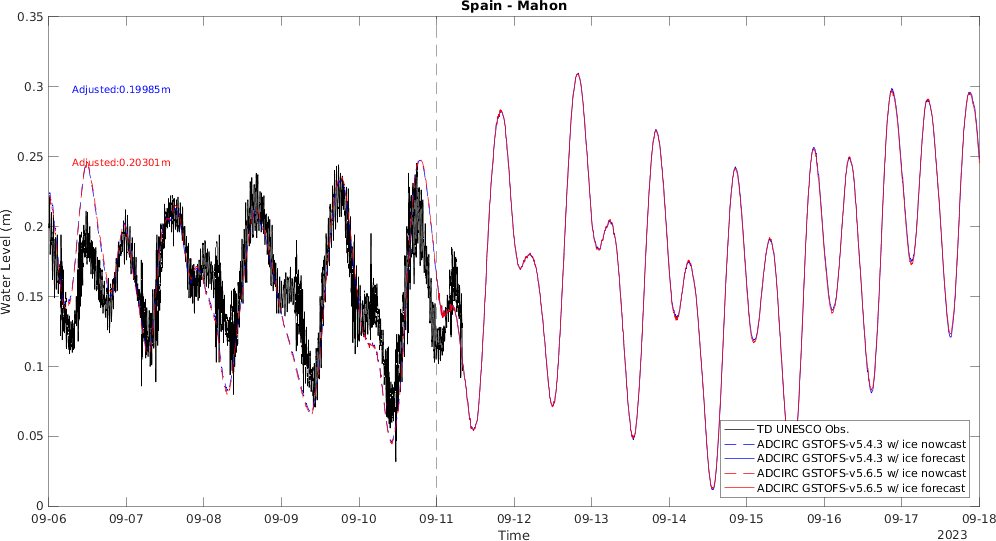 Spain - Mahon
0.35
0.3
0.25
0.2
0.15
0.1
0.05
0
Water Level (m)
Adjusted:0.19985m
Adjusted:0.20301m
TD UNESCO Obs.
ADCIRC GSTOFS-v5.4.3 w/ ice nowcast
ADCIRC GSTOFS-v5.4.3 w/ ice forecast
ADCIRC GSTOFS-v5.6.5 w/ ice nowcast
ADCIRC GSTOFS-v5.6.5 w/ ice forecast
09-06 09-07 09-08 09-09 09-10 09-11 09-12 09-13 09-14 09-15 09-16 09-17 09-18
Time
2023